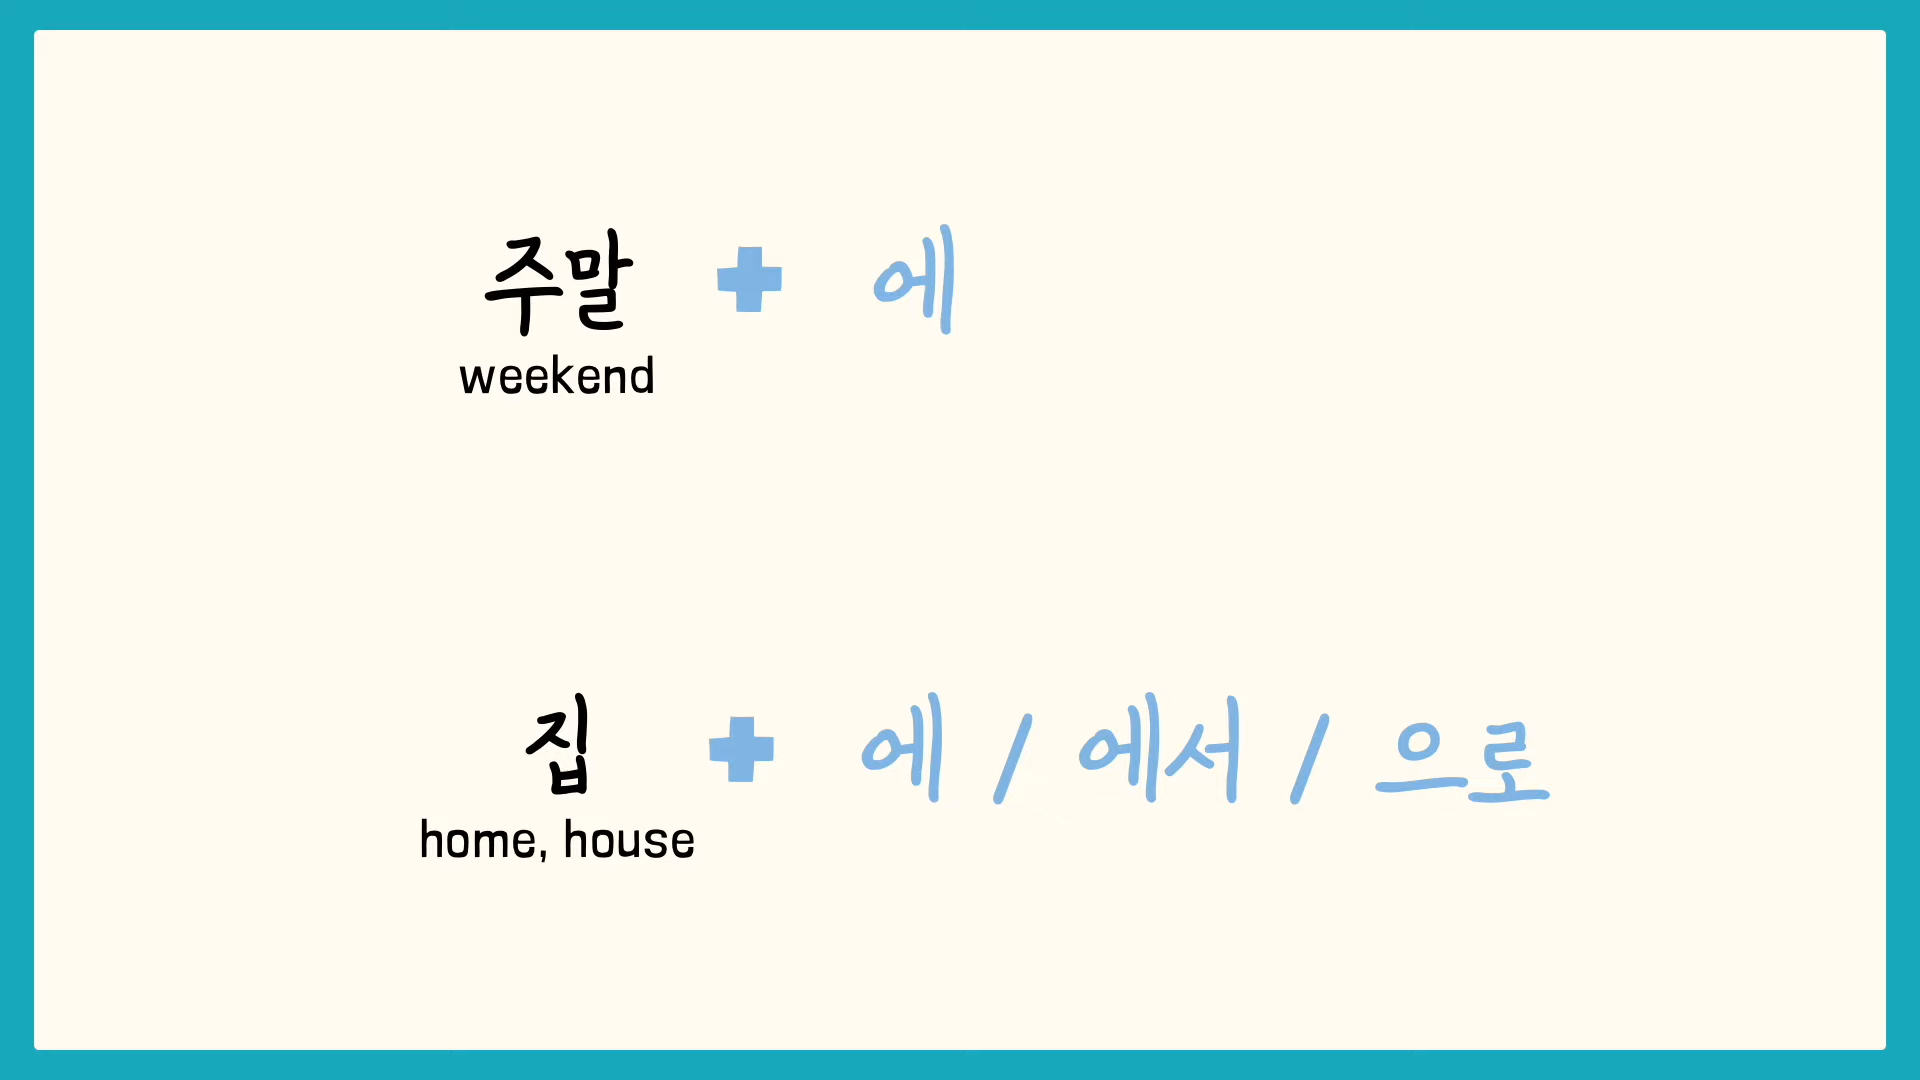 주말 + 에
weekend
집 + 에 / 에서 / 으로
home, house